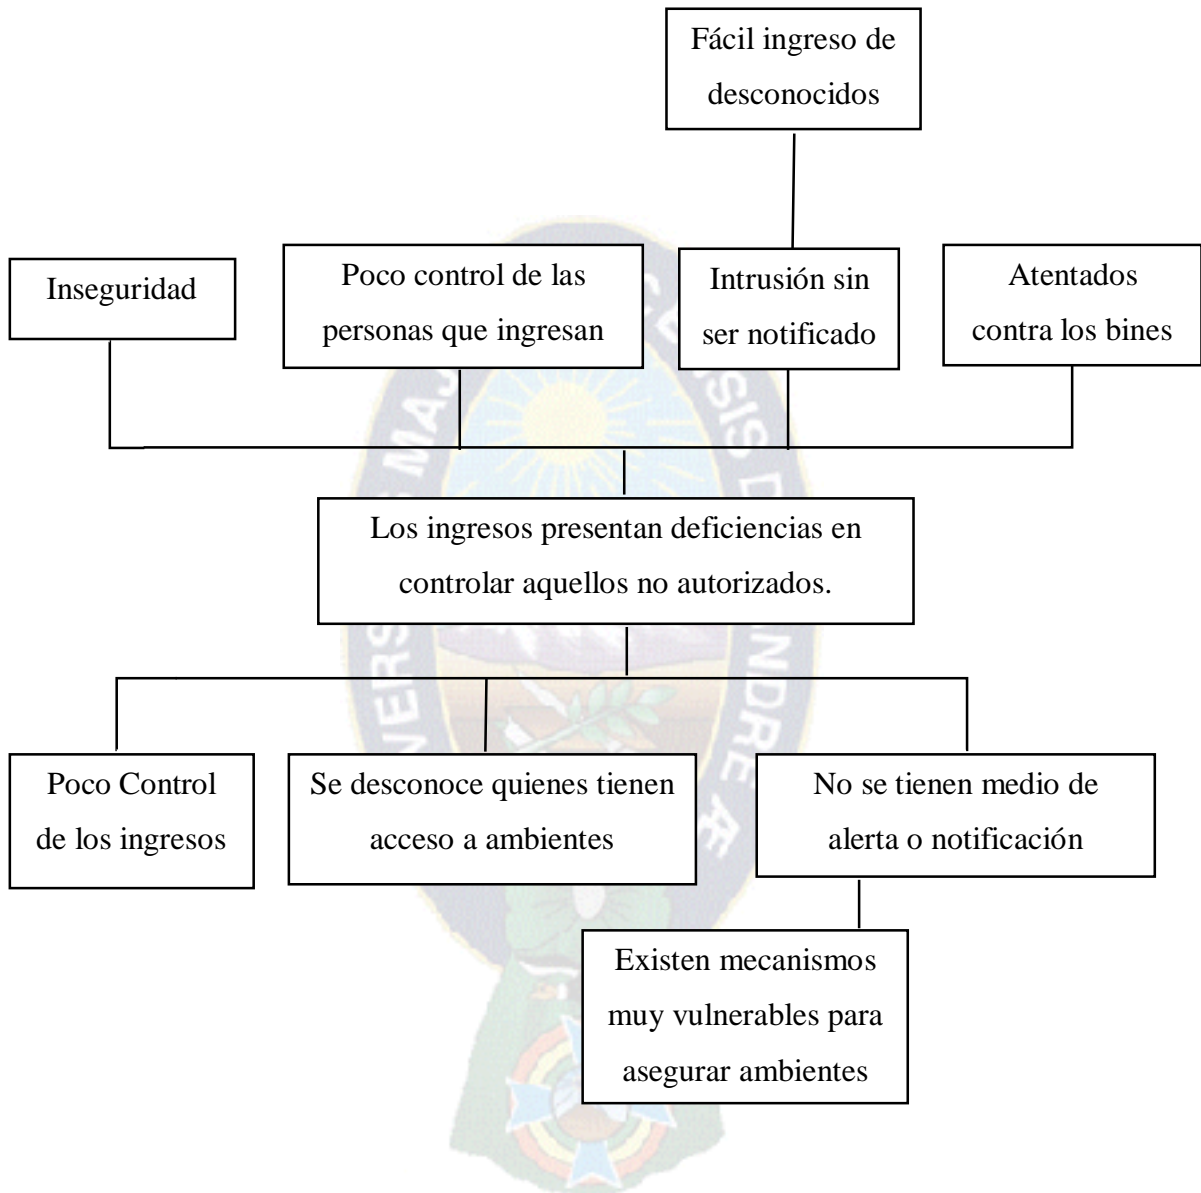 Fácil ingreso de
desconocidos
Inseguridad
Poco control de las
personas que ingresan
Intrusión sin
ser notificado
Atentados
contra los bines
Los ingresos presentan deficiencias en
controlar aquellos no autorizados.
Poco Control
de los ingresos
Se desconoce quienes tienen
acceso a ambientes
No se tienen medio de
alerta o notificación
Existen mecanismos
muy vulnerables para
asegurar ambientes